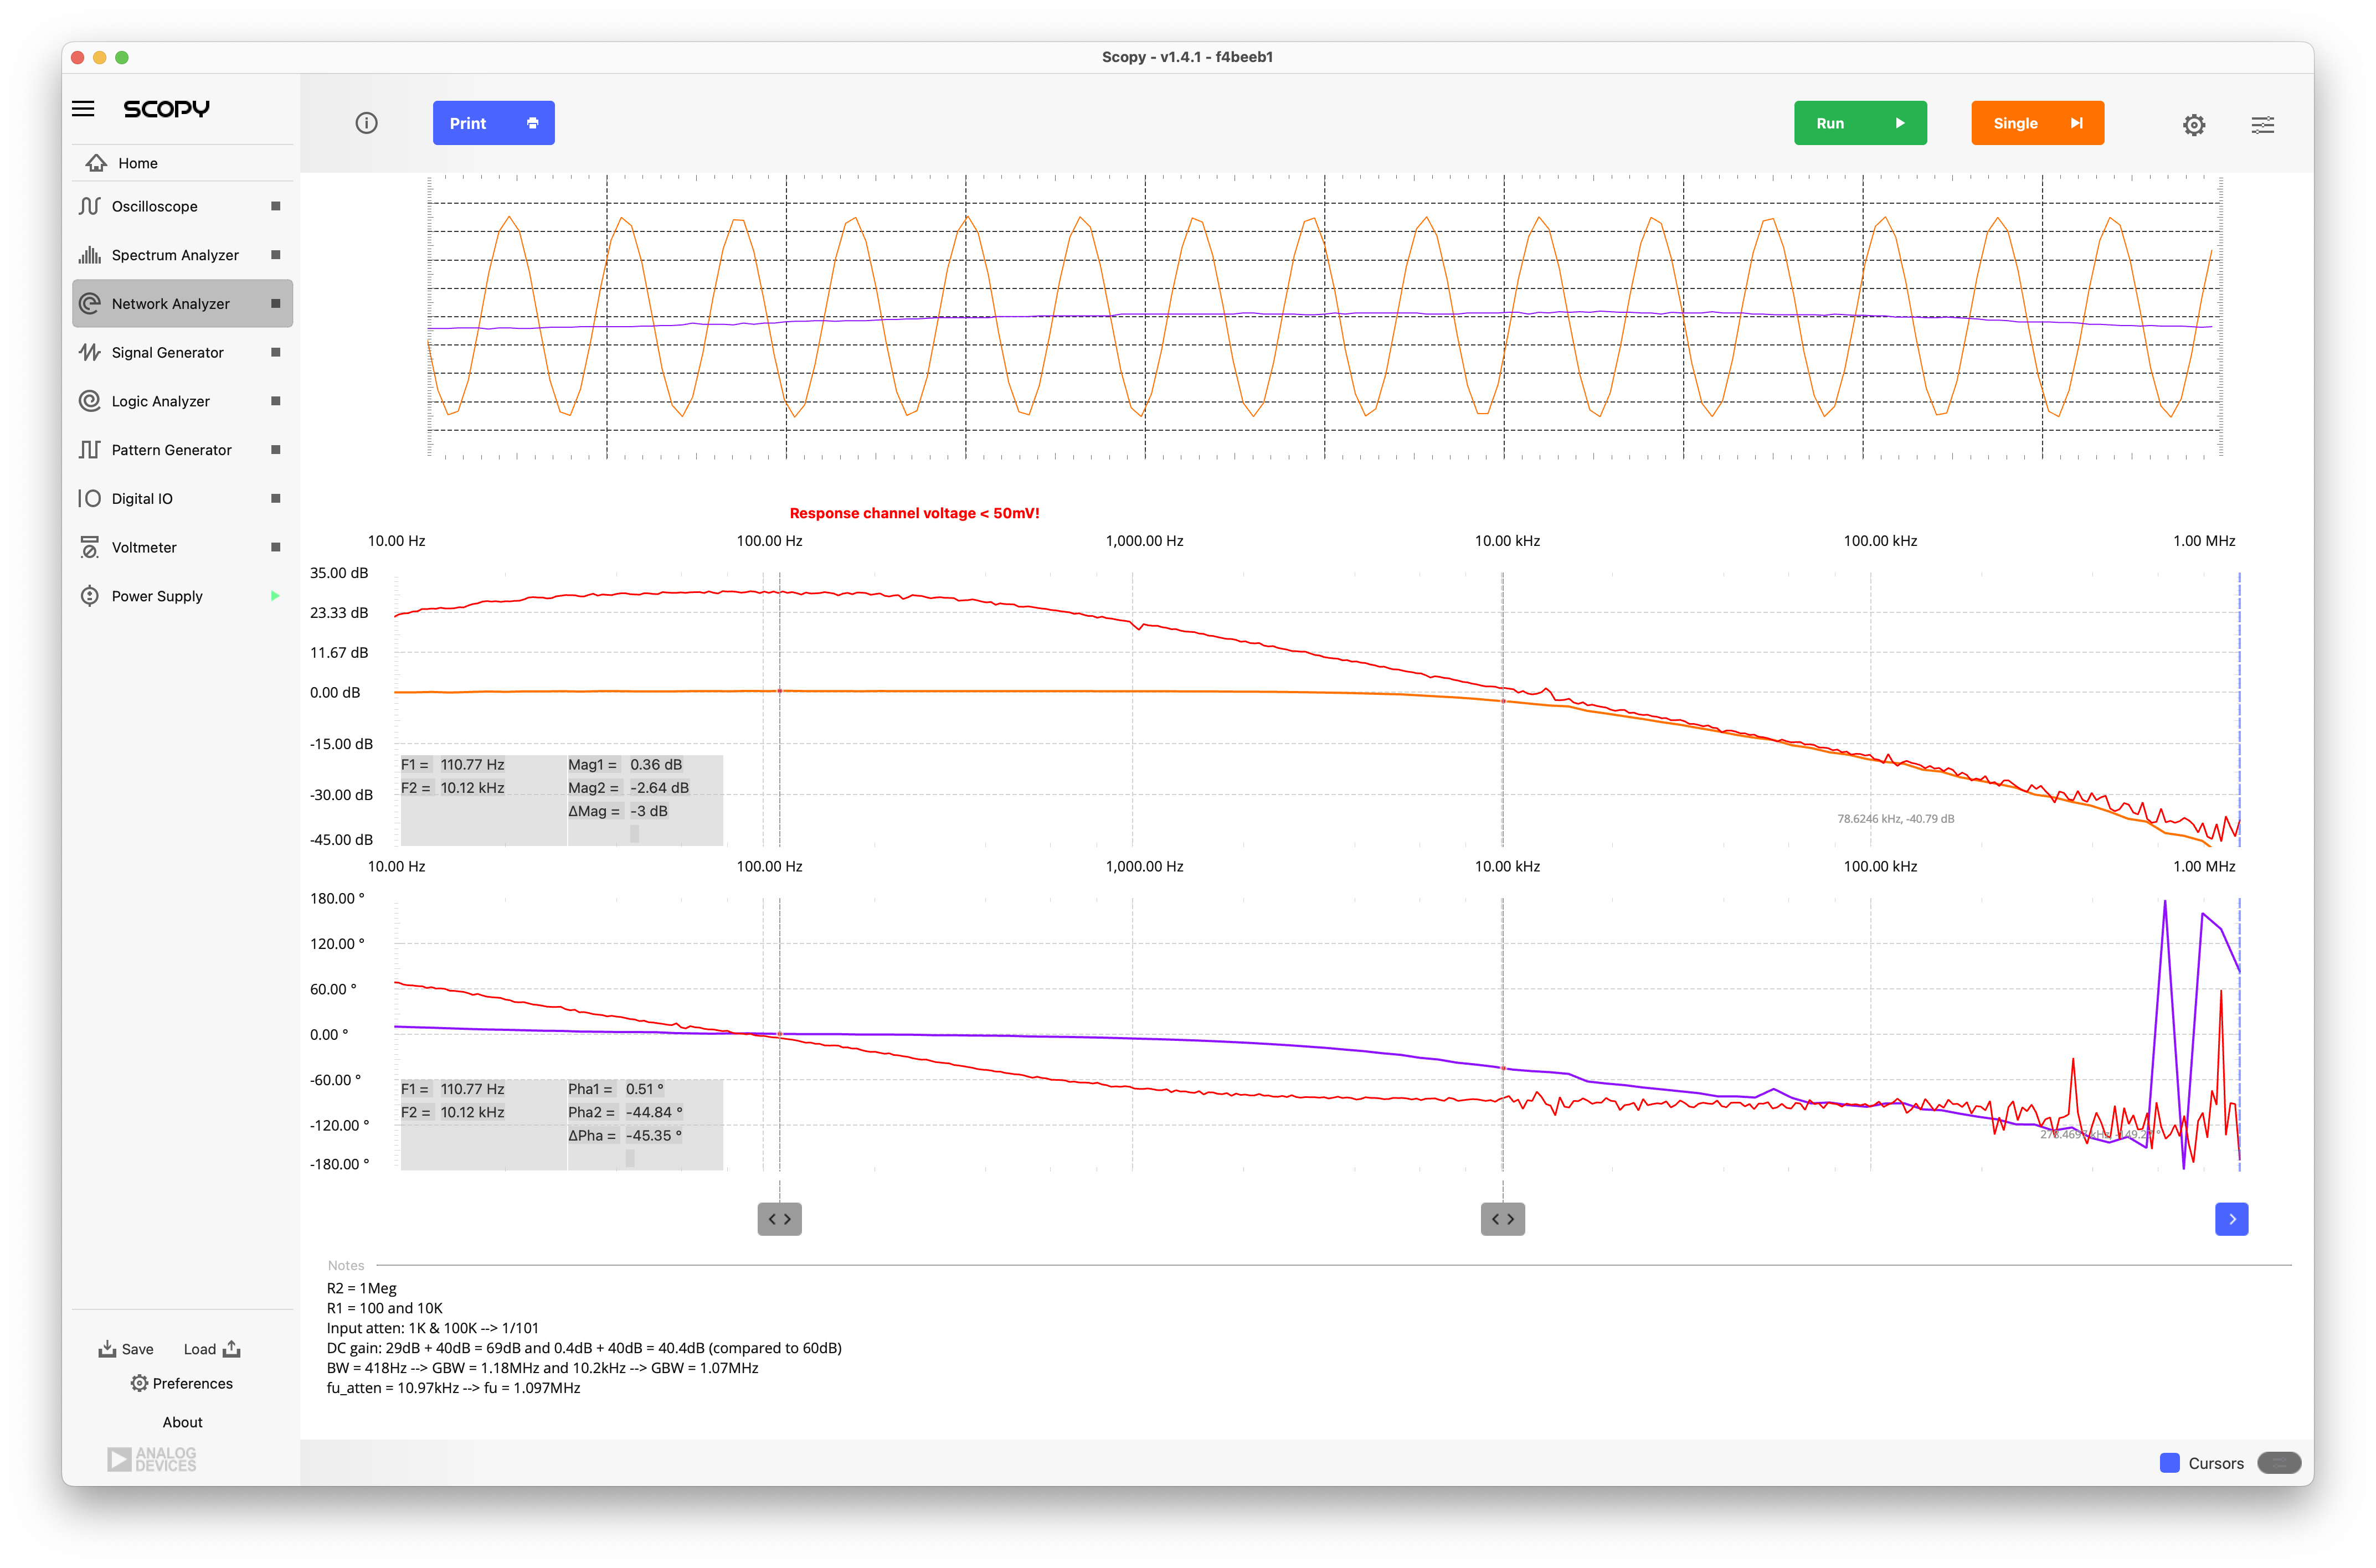 Scopy - v1.4.1 - f4beeb1
SCOPY
Print
Run
Single
Home
Oscilloscope
Spectrum Analyzer
Network Analyzer
Signal Generator
Logic Analyzer
Pattern Generator
Digital IO
Voltmeter
Power Supply
Response channel voltage < 50mV!
10.00 Hz 100.00 Hz 1,000.00 Hz 10.00 kHz 100.00 kHz 1.00 MHz
35.00 dB
23.33 dB
11.67 dB
0.00 dB
-15.00 dB
-30.00 dB
-45.00 dB
F1 = 110.77 Hz Mag1 = 0.36 dB
F2 = 10.12 kHz Mag2 = -2.64 dB
ΔMag = -3 dB
78.6246 kHz, -40.79 dB
10.00 Hz 100.00 Hz 1,000.00 Hz 10.00 kHz 100.00 kHz 1.00 MHz
180.00 °
120.00 °
60.00 °
0.00 °
-60.00 °
-120.00 °
-180.00 °
F1 = 110.77 Hz Pha1 = 0.51 °
F2 = 10.12 kHz Pha2 = -44.84 °
ΔPha = -45.35 °
Notes
R2 = 1Meg
R1 = 100 and 10K
Input atten: 1K & 100K --> 1/101
DC gain: 29dB + 40dB = 69dB and 0.4dB + 40dB = 40.4dB (compared to 60dB)
BW = 418Hz --> GBW = 1.18MHz and 10.2kHz --> GBW = 1.07MHz
fu_atten = 10.97kHz --> fu = 1.097MHz
Save Load
Preferences
About
ANALOG
DEVICES
Cursors